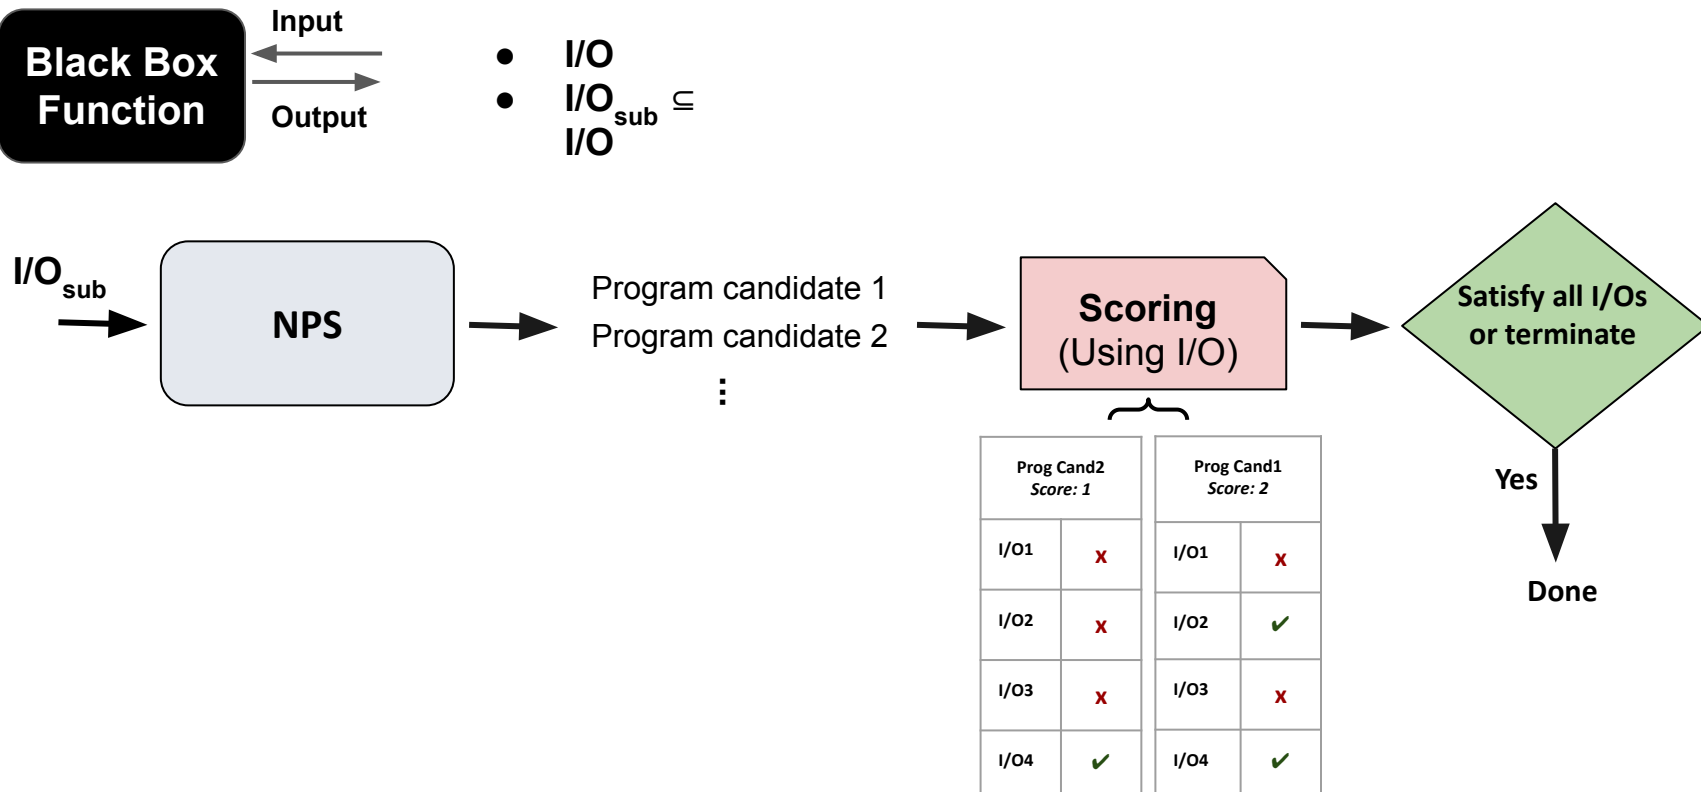 Black Box
Function
Input
Output
● I/O
● I/Osub ⊆
I/O
I/Osub
NPS
Program candidate 1
Program candidate 2
⋮
Scoring
(Using I/O)
Satisfy all I/Os
or terminate
Yes
Done
Prog Cand2
Score: 1
I/O1 x
I/O2 x
I/O3 x
I/O4 ✔
Prog Cand1
Score: 2
I/O1 x
I/O2 ✔
I/O3 x
I/O4 ✔